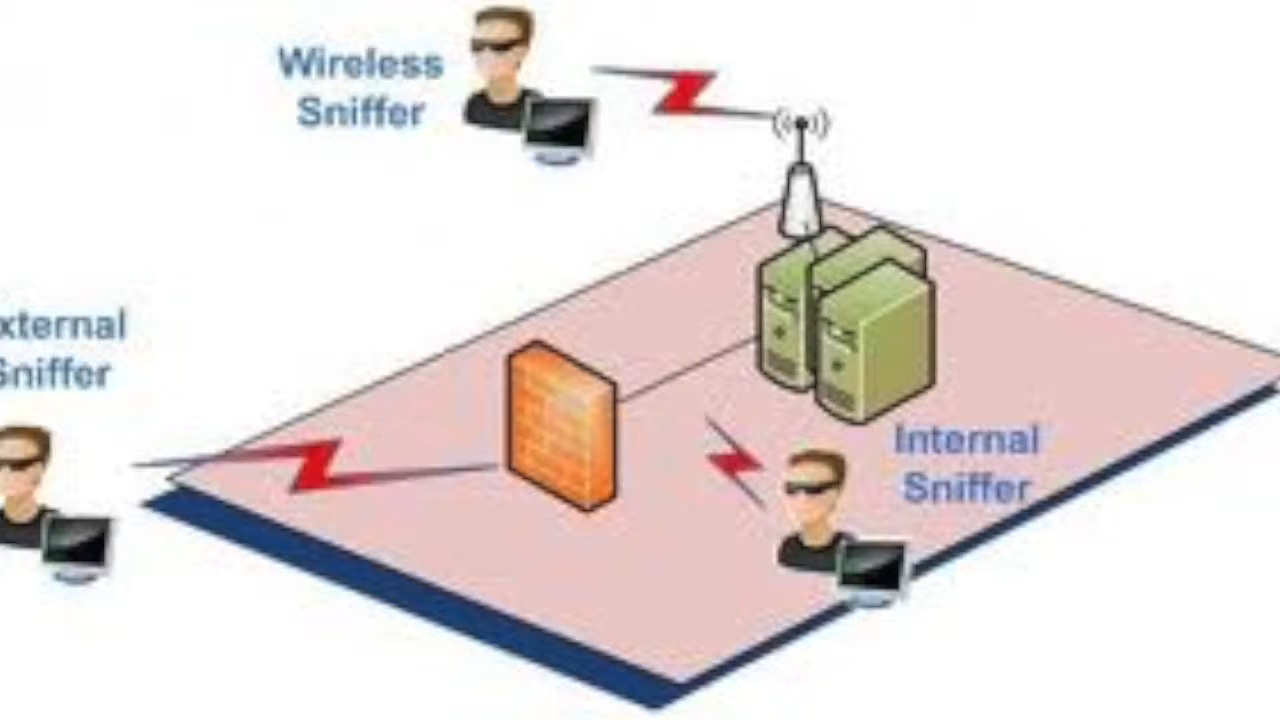 Wireless
Sniffer
xternal
Sniffer
Internal
Sniffer